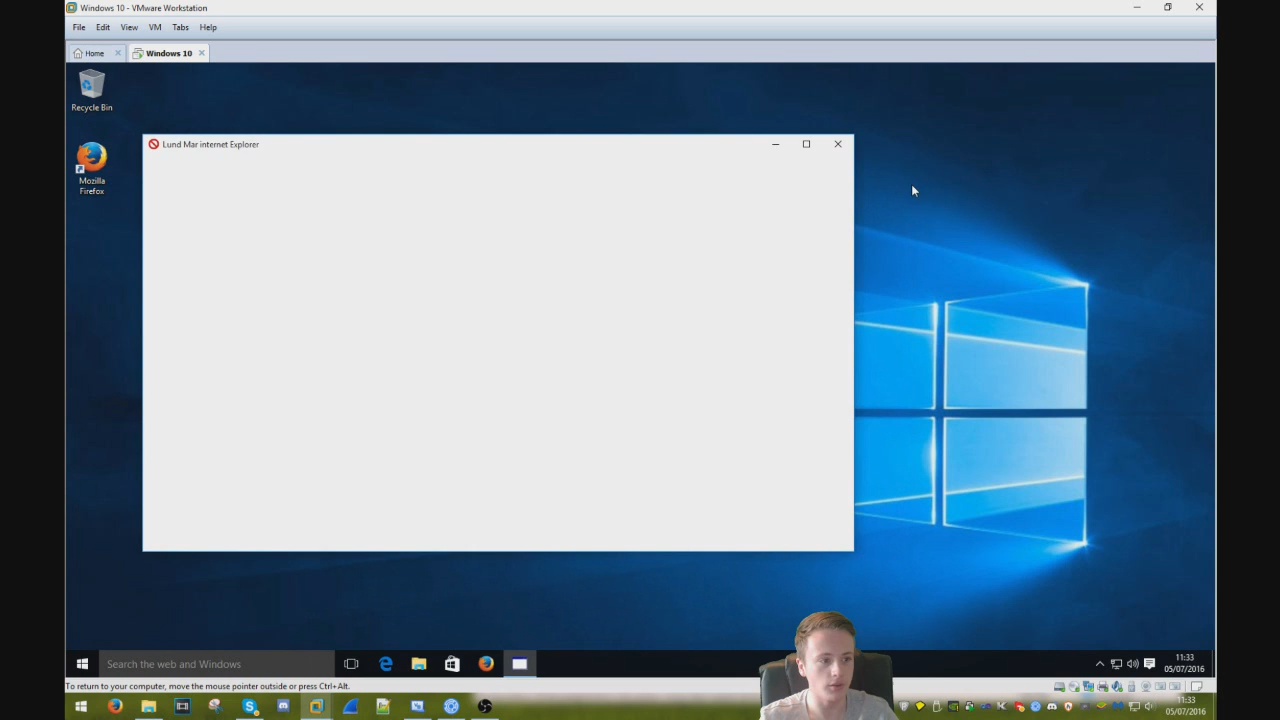 Windows 10 - VMware Workstation
File Edit View VM Tabs Help
Home
Windows 10
Recycle Bin
Lund Mar internet Explorer
Mozilla
Firefox
Search the web and Windows
11:33
05/07/2016
To return to your computer, move the mouse pointer outside or press Ctrl+Alt.
11:33
05/07/2016